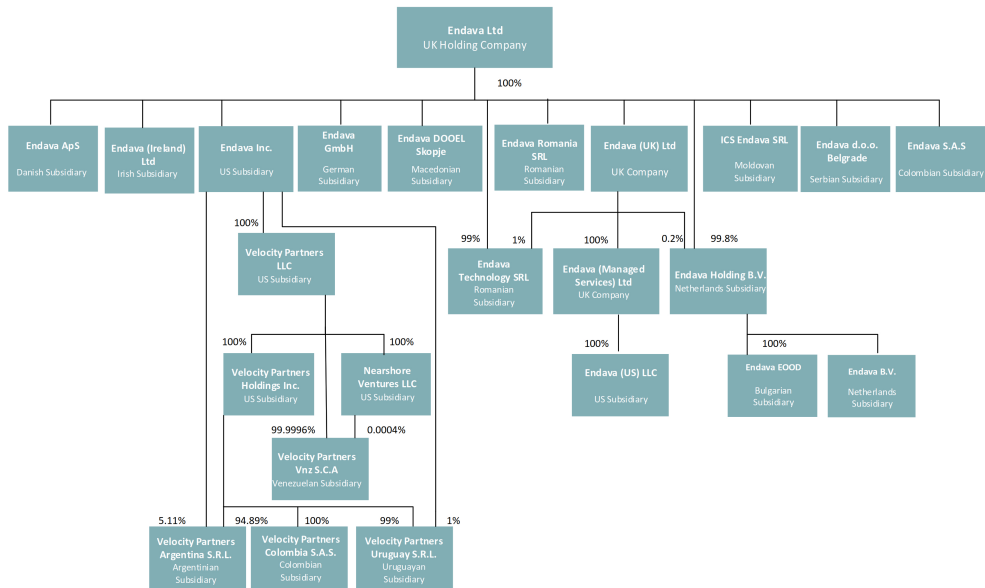 Endava Ltd
UK Holding Company
100%
Endava ApS
Danish Subsidiary
Endava (Ireland)
Ltd
Irish Subsidiary
Endava Inc.
US Subsidiary
Endava
GmbH
German
Subsidiary
Endava DOOEL
Skopje
Macedonian
Subsidiary
Endava Romania
SRL
Romanian
Subsidiary
Endava (UK) Ltd
UK Company
ICS Endava SRL
Moldovan
Subsidiary
Endava d.o.o.
Belgrade
Serbian Subsidiary
Endava S.A.S
Colombian Subsidiary
100%
99%
1%
100%
0.2%
99.8%
Velocity Partners
LLC
US Subsidiary
Endava
Technology SRL
Romanian
Subsidiary
Endava (Managed
Services) Ltd
UK Company
Endava Holding B.V.
Netherlands Subsidiary
100%
100%
100%
100%
Velocity Partners
Holdings Inc.
US Subsidiary
Nearshore
Ventures LLC
US Subsidiary
Endava (US) LLC
US Subsidiary
Endava EOOD
Bulgarian
Subsidiary
Endava B.V.
Netherlands
Subsidiary
99.9996%
0.0004%
Velocity Partners
Vnz S.C.A
Venezuelan Subsidiary
5.11%
94.89%
100%
99%
1%
Velocity Partners
Argentina S.R.L.
Argentinian
Subsidiary
Velocity Partners
Colombia S.A.S.
Colombian
Subsidiary
Velocity Partners
Uruguay S.R.L.
Uruguayan
Subsidiary